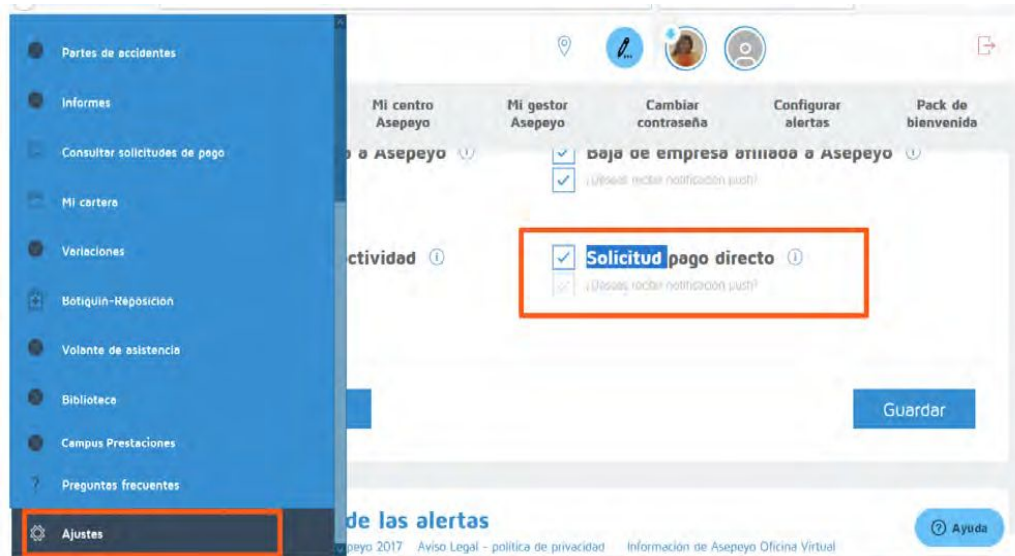 Partes de accidentes
Informes
Consultar solicitudes de pago
Mi cartera
Variaciones
Botiquín-Reposición
Volante de asistencia
Biblioteca
Campus Prestaciones
Preguntas frecuentes
Ajustes
Mi centro Asepeyo
Mi gestor Asepeyo
Cambiar contraseña
Configurar alertas
Pack de bienvenida
a Asepeyo
Baja de empresa afiliada a Asepeyo
¿Deseas recibir notificación push?
ctividad
Solicitud pago directo
¿Deseas recibir notificación push?
Guardar
de las alertas
peyo 2017 Aviso Legal - política de privacidad Información de Asepeyo Oficina Virtual
Ayuda